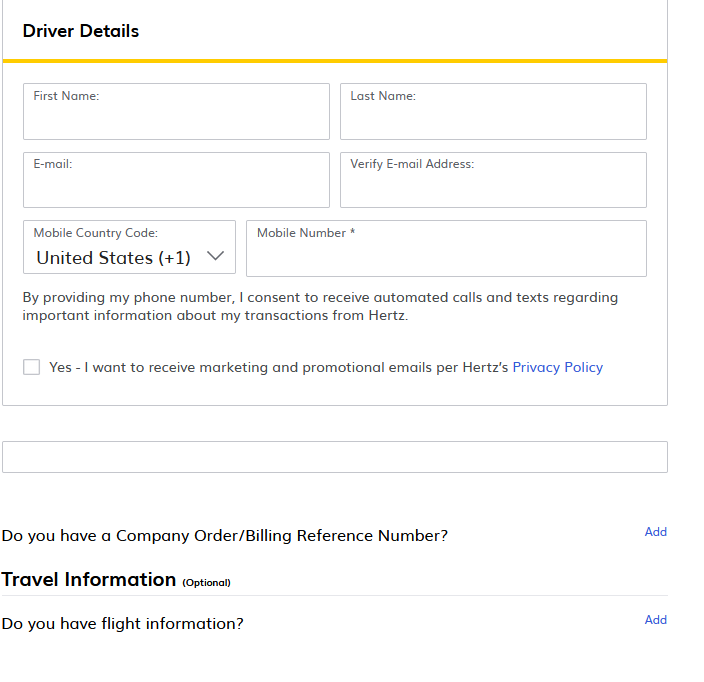 Driver Details
First Name:
Last Name:
E-mail:
Verify E-mail Address:
Mobile Country Code:
United States (+1)
Mobile Number *
By providing my phone number, I consent to receive automated calls and texts regarding
important information about my transactions from Hertz.
Yes - I want to receive marketing and promotional emails per Hertz's Privacy Policy
Do you have a Company Order/Billing Reference Number?
Add
Travel Information (Optional)
Do you have flight information?
Add